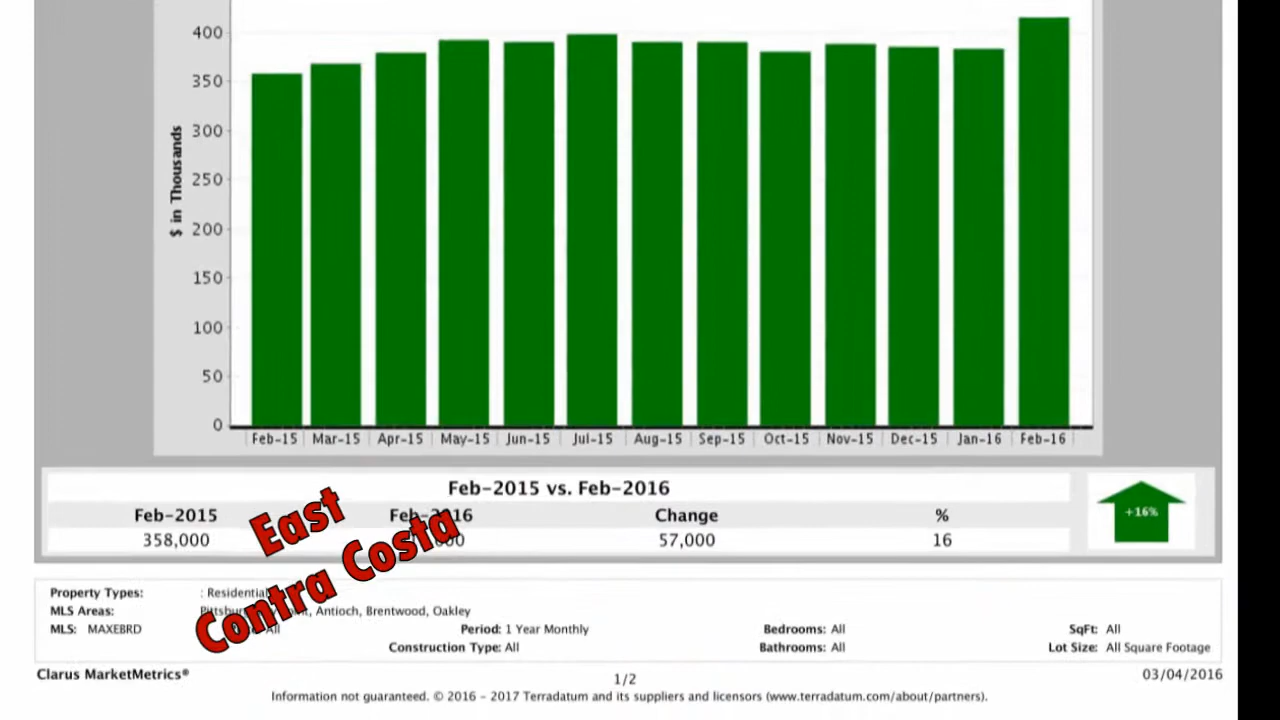 400
350
300
250
200
150
100
50
0
$ in Thousands
Feb-15 Mar-15 Apr-15 May-15 Jun-15 Jul-15 Aug-15 Sep-15 Oct-15 Nov-15 Dec-15 Jan-16 Feb-16
Feb-2015 vs. Feb-2016
Feb-2015 Change %
358,000 57,000 16
+16%
East
Contra Costa
Property Types: : Residential
MLS Areas: Antioch, Brentwood, Oakley
MLS: MAXEBRD All Period: 1 Year Monthly Bedrooms: All SqFt: All
Construction Type: All Bathrooms: All Lot Size: All Square Footage
Clarus MarketMetrics® 1/2 03/04/2016
Information not guaranteed. © 2016 - 2017 Terradatum and its suppliers and licensors (www.terradatum.com/about/partners).